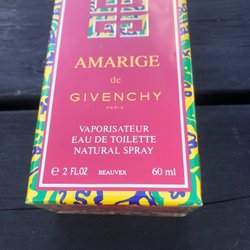 AMARIGE
de
GIVENCHY
PARIS
VAPORISATEUR
EAU DE TOILETTE
NATURAL SPRAY
e 2 FL.OZ BEAUVEX 60 ml